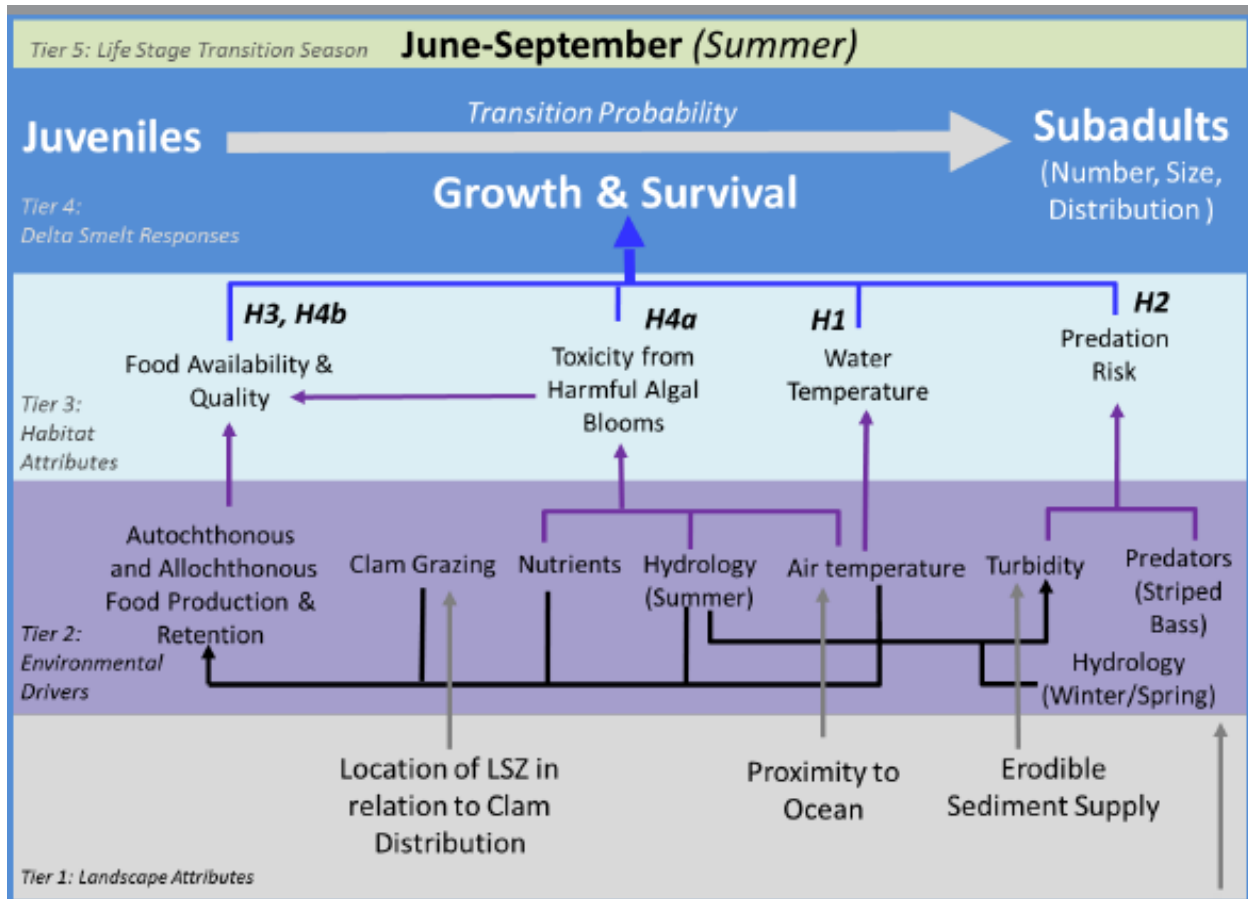 Tier 5: Life Stage Transition Season
June-September (Summer)
Transition Probability
Juveniles
Subadults
(Number, Size,
Distribution )
Growth & Survival
Tier 4:
Delta Smelt Responses
H3, H4b
H4a
H1
H2
Food Availability &
Quality
Toxicity from
Harmful Algal
Blooms
Water
Temperature
Predation
Risk
Tier 3:
Habitat
Attributes
Autochthonous
and Allochthonous
Food Production &
Retention
Clam Grazing
Nutrients
Hydrology
(Summer)
Air temperature
Turbidity
Predators
(Striped
Bass)
Hydrology
(Winter/Spring)
Tier 2:
Environmental
Drivers
Location of LSZ in
relation to Clam
Distribution
Proximity to
Ocean
Erodible
Sediment Supply
Tier 1: Landscape Attributes